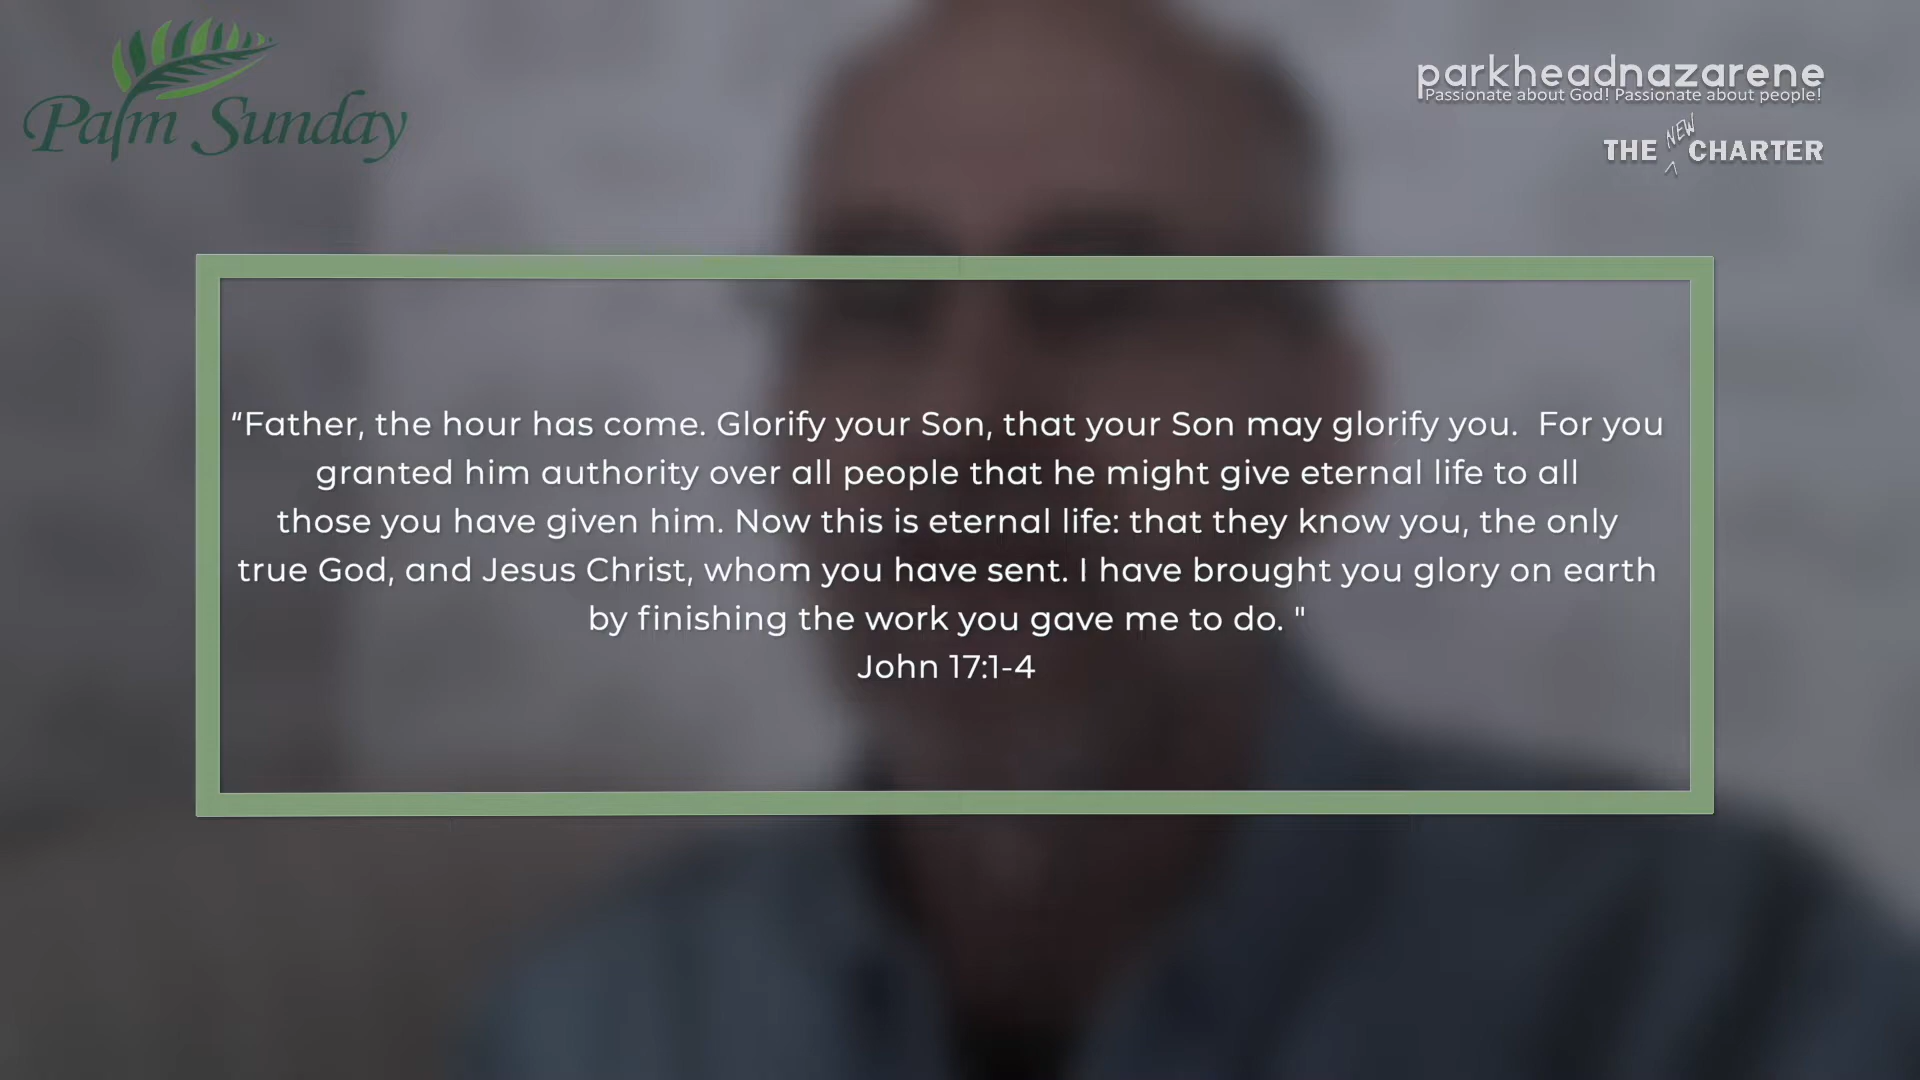 Palm Sunday
parkheadnazarene
Passionate about God! Passionate about people!
THE NEW CHARTER
“Father, the hour has come. Glorify your Son, that your Son may glorify you.  For you
granted him authority over all people that he might give eternal life to all
those you have given him. Now this is eternal life: that they know you, the only
true God, and Jesus Christ, whom you have sent. I have brought you glory on earth
by finishing the work you gave me to do. "
John 17:1-4